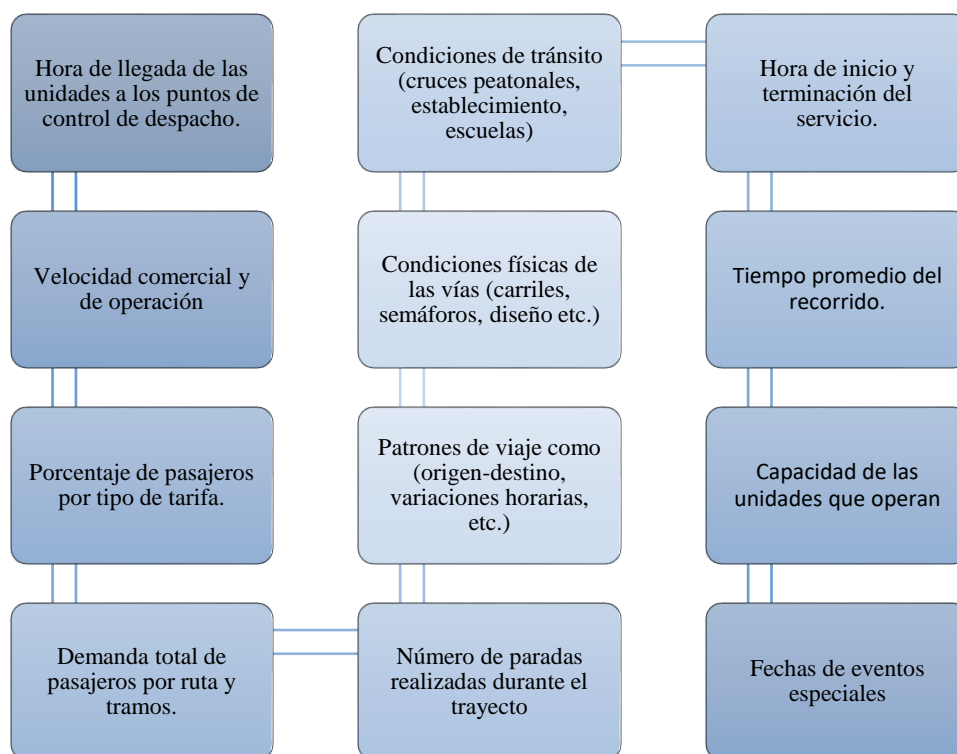 Hora de llegada de las
unidades a los puntos de
control de despacho.
Velocidad comercial y
de operación
Porcentaje de pasajeros
por tipo de tarifa.
Demanda total de
pasajeros por ruta y
tramos.
Número de paradas
realizadas durante el
trayecto
Patrones de viaje como
(origen-destino,
variaciones horarias,
etc.)
Condiciones físicas de
las vías (carriles,
semáforos, diseño etc.)
Condiciones de tránsito
(cruces peatonales,
establecimiento,
escuelas)
Hora de inicio y
terminación del
servicio.
Tiempo promedio del
recorrido.
Capacidad de las
unidades que operan
Fechas de eventos
especiales